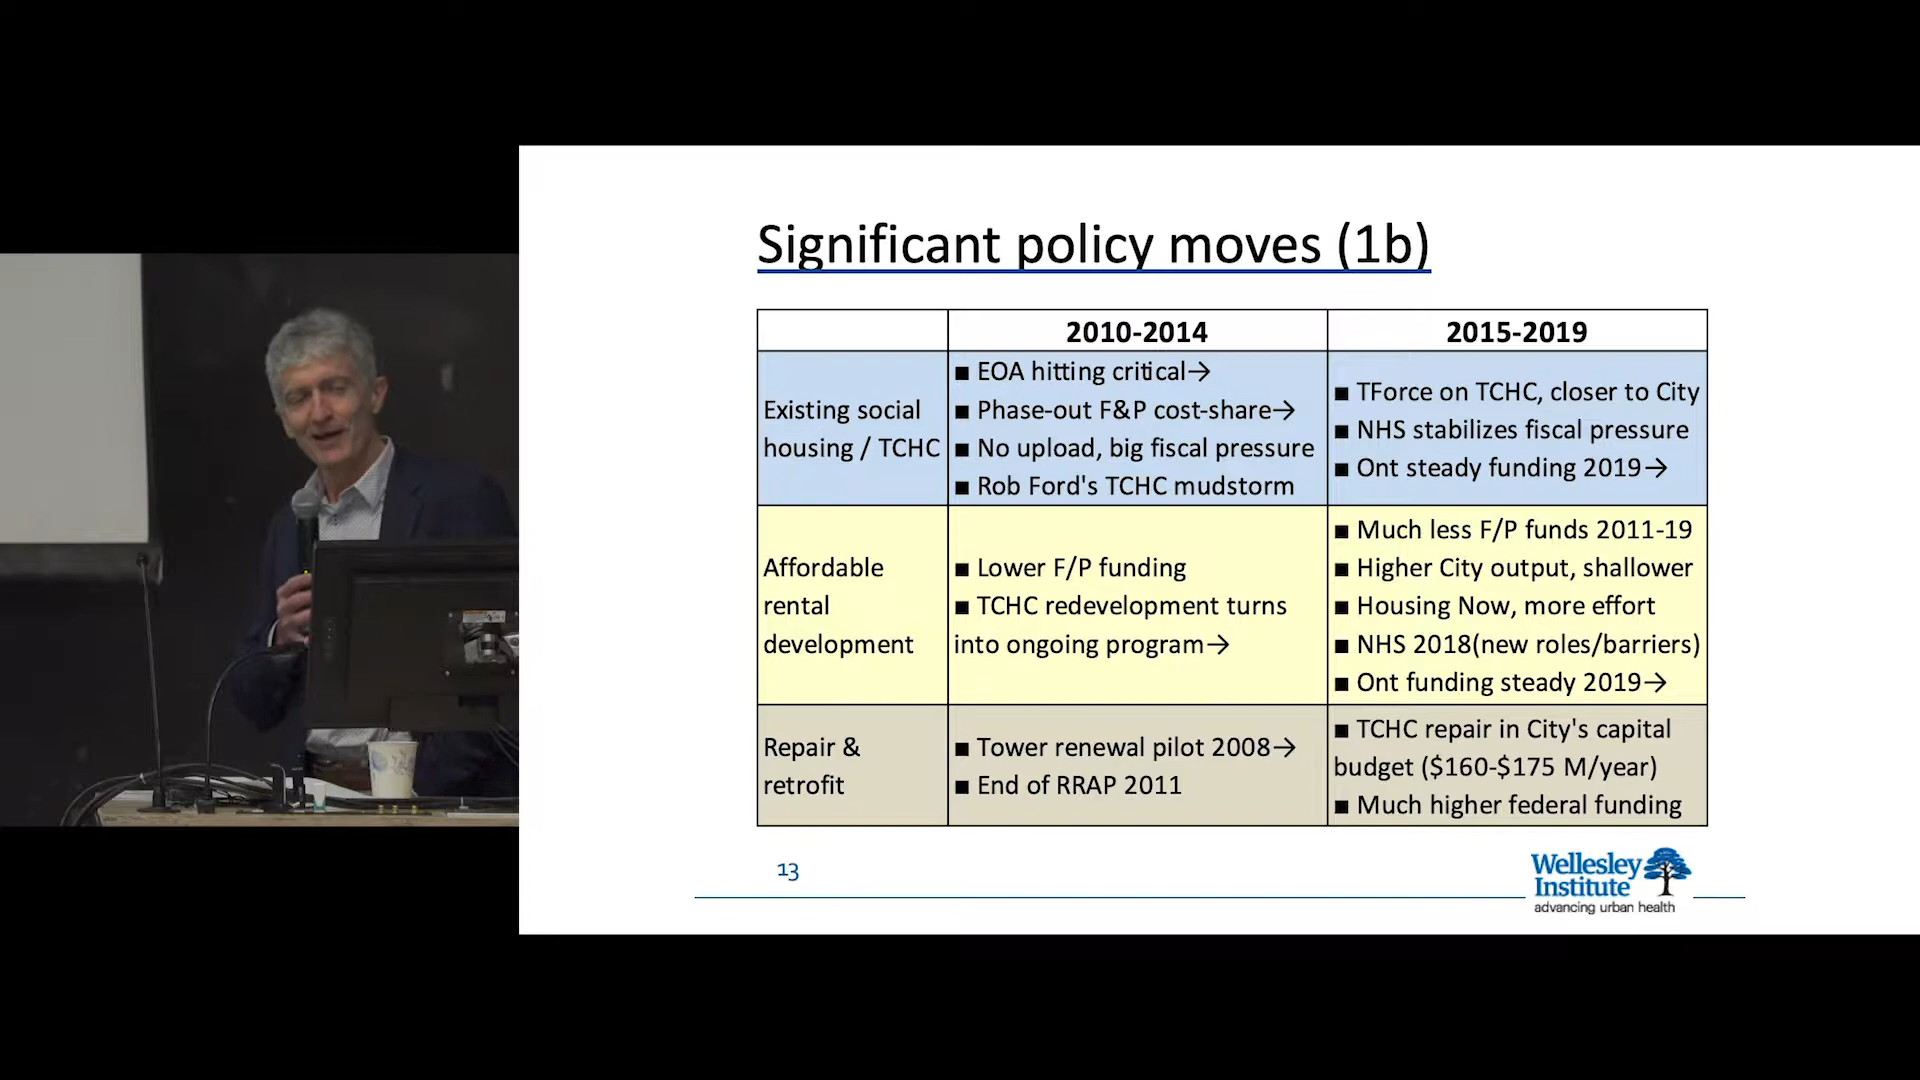 Significant policy moves (1b)
2010-2014
2015-2019
Existing social
housing / TCHC
■ EOA hitting critical→
■ Phase-out F&P cost-share→
■ No upload, big fiscal pressure
■ Rob Ford's TCHC mudstorm
■ TForce on TCHC, closer to City
■ NHS stabilizes fiscal pressure
■ Ont steady funding 2019→
Affordable
rental
development
■ Lower F/P funding
■ TCHC redevelopment turns
into ongoing program→
■ Much less F/P funds 2011-19
■ Higher City output, shallower
■ Housing Now, more effort
■ NHS 2018(new roles/barriers)
■ Ont funding steady 2019→
Repair &
retrofit
■ Tower renewal pilot 2008→
■ End of RRAP 2011
■ TCHC repair in City's capital
budget ($160-$175 M/year)
■ Much higher federal funding
13
Wellesley
Institute
advancing urban health